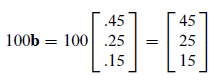 100b = 100 [ .45 .25 .15 ] = [ 45 25 15 ]